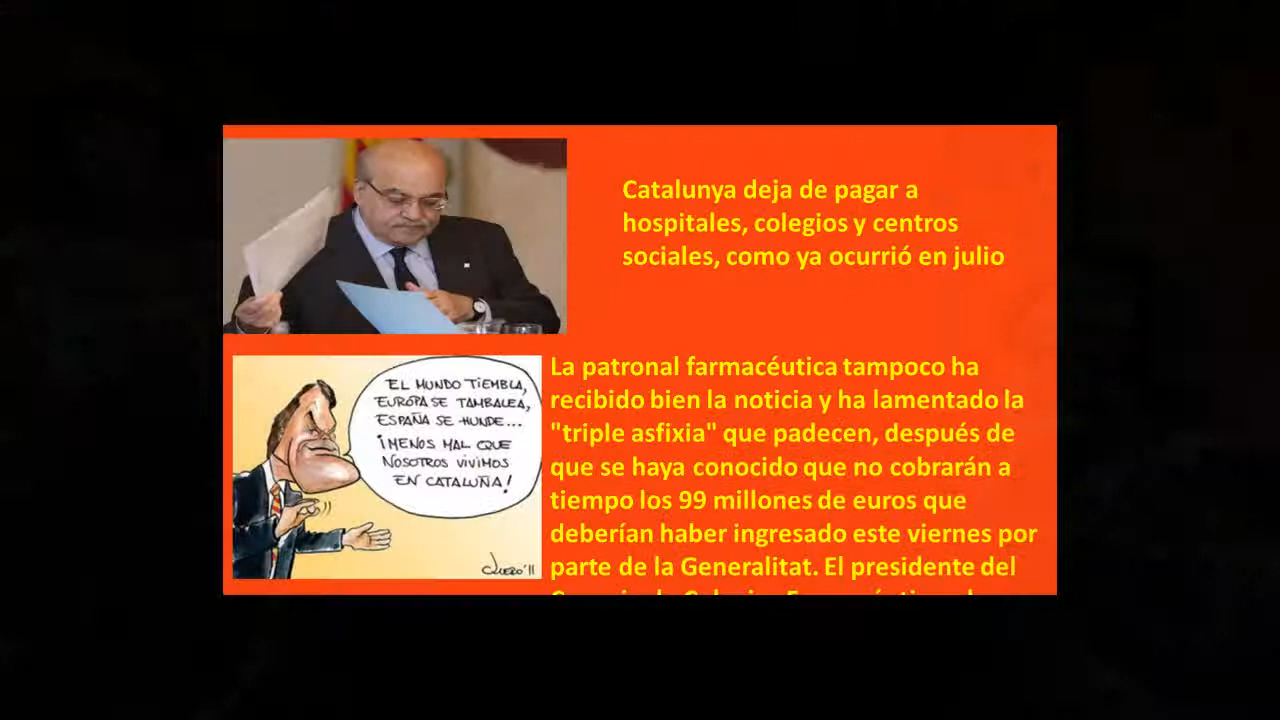 Catalunya deja de pagar a
hospitales, colegios y centros
sociales, como ya ocurrió en julio
EL MUNDO TIEMBLA,
EUROPA SE TAMBALEA,
ESPAÑA SE HUNDE...
¡MENOS MAL QUE
NOSOTROS VIVIMOS
EN CATALUÑA!
La patronal farmacéutica tampoco ha
recibido bien la noticia y ha lamentado la
"triple asfixia" que padecen, después de
que se haya conocido que no cobrarán a
tiempo los 99 millones de euros que
deberían haber ingresado este viernes por
parte de la Generalitat. El presidente del